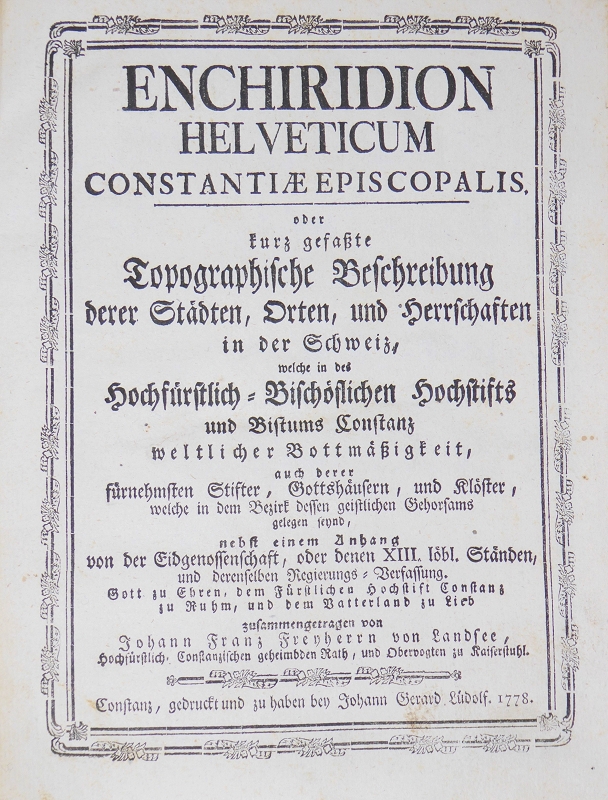 ENCHIRIDION
HELVETICUM
CONSTANTIÆ EPISCOPALIS,
oder
kurz gefaßte
Topographische Beschreibung
derer Städten, Orten, und Herrschaften
in der Schweiz,
welche in des
Hochfürstlich-Bischöflichen Hochstifts
und Bistums Constanz
weltlicher Bottmäßigkeit,
auch derer
fürnehmsten Stifter, Gottshäusern, und Klöster,
welche in dem Bezirk dessen geistlichen Gehorsams
gelegen seynd,
nebst einem Anhang
von der Eidgenossenschaft, oder denen XIII. löbl. Ständen,
und derenselben Regierungs-Verfassung.
Gott zu Ehren, dem Fürstlichen Hochstift Constanz
zu Ruhm, und dem Vatterland zu Lieb
zusammengetragen von
Johann Franz Freyherrn von Landsee,
Hochfürstlich-Constanzischen geheimbden Rath, und Obervogten zu Kaiserstuhl.
Constanz, gedruckt und zu haben bey Johann Gerard Lüdolf. 1778.